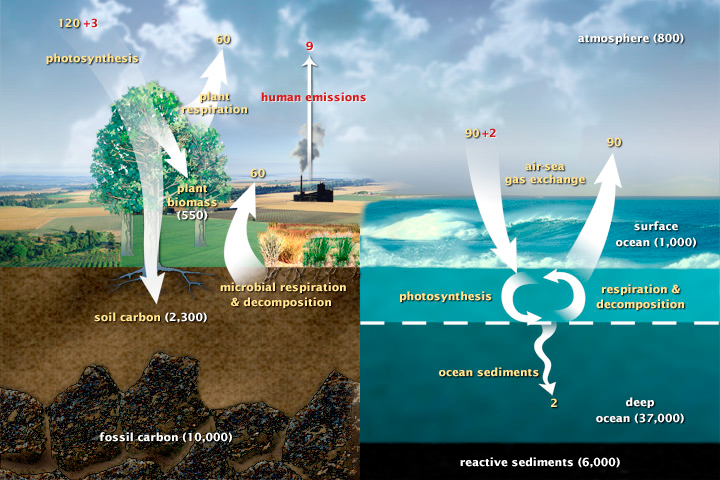 120 +3
photosynthesis
60
plant
respiration
9
human emissions
plant
biomass
(550)
60
microbial respiration
& decomposition
soil carbon (2,300)
fossil carbon (10,000)
atmosphere (800)
90+2
90
air-sea
gas exchange
surface
ocean (1,000)
photosynthesis
respiration &
decomposition
ocean sediments
2
deep
ocean (37,000)
reactive sediments (6,000)